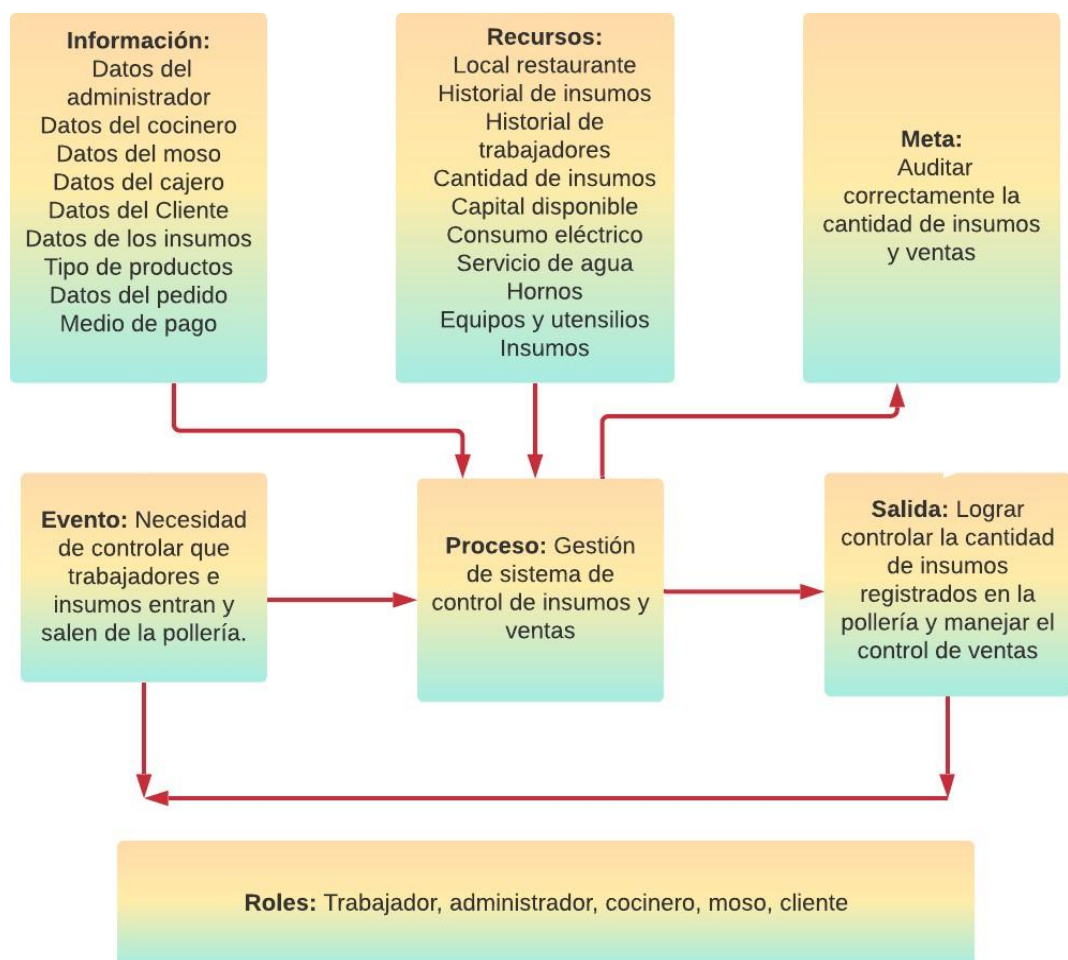 Información:
Datos del
administrador
Datos del cocinero
Datos del moso
Datos del cajero
Datos del Cliente
Datos de los insumos
Tipo de productos
Datos del pedido
Medio de pago
Recursos:
Local restaurante
Historial de insumos
Historial de
trabajadores
Cantidad de insumos
Capital disponible
Consumo eléctrico
Servicio de agua
Hornos
Equipos y utensilios
Insumos
Meta:
Auditar
correctamente la
cantidad de insumos
y ventas
Evento: Necesidad
de controlar que
trabajadores e
insumos entran y
salen de la pollería.
Proceso: Gestión
de sistema de
control de insumos y
ventas
Salida: Lograr
controlar la cantidad
de insumos
registrados en la
pollería y manejar el
control de ventas
Roles: Trabajador, administrador, cocinero, moso, cliente